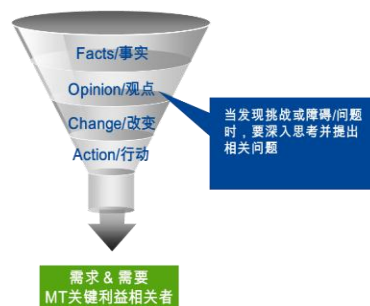 Facts/事实
Opinion/观点
Change/改变
Action/行动
当发现挑战或障碍/问题
时，要深入思考并提出
相关问题
需求 & 需要
MT关键利益相关者